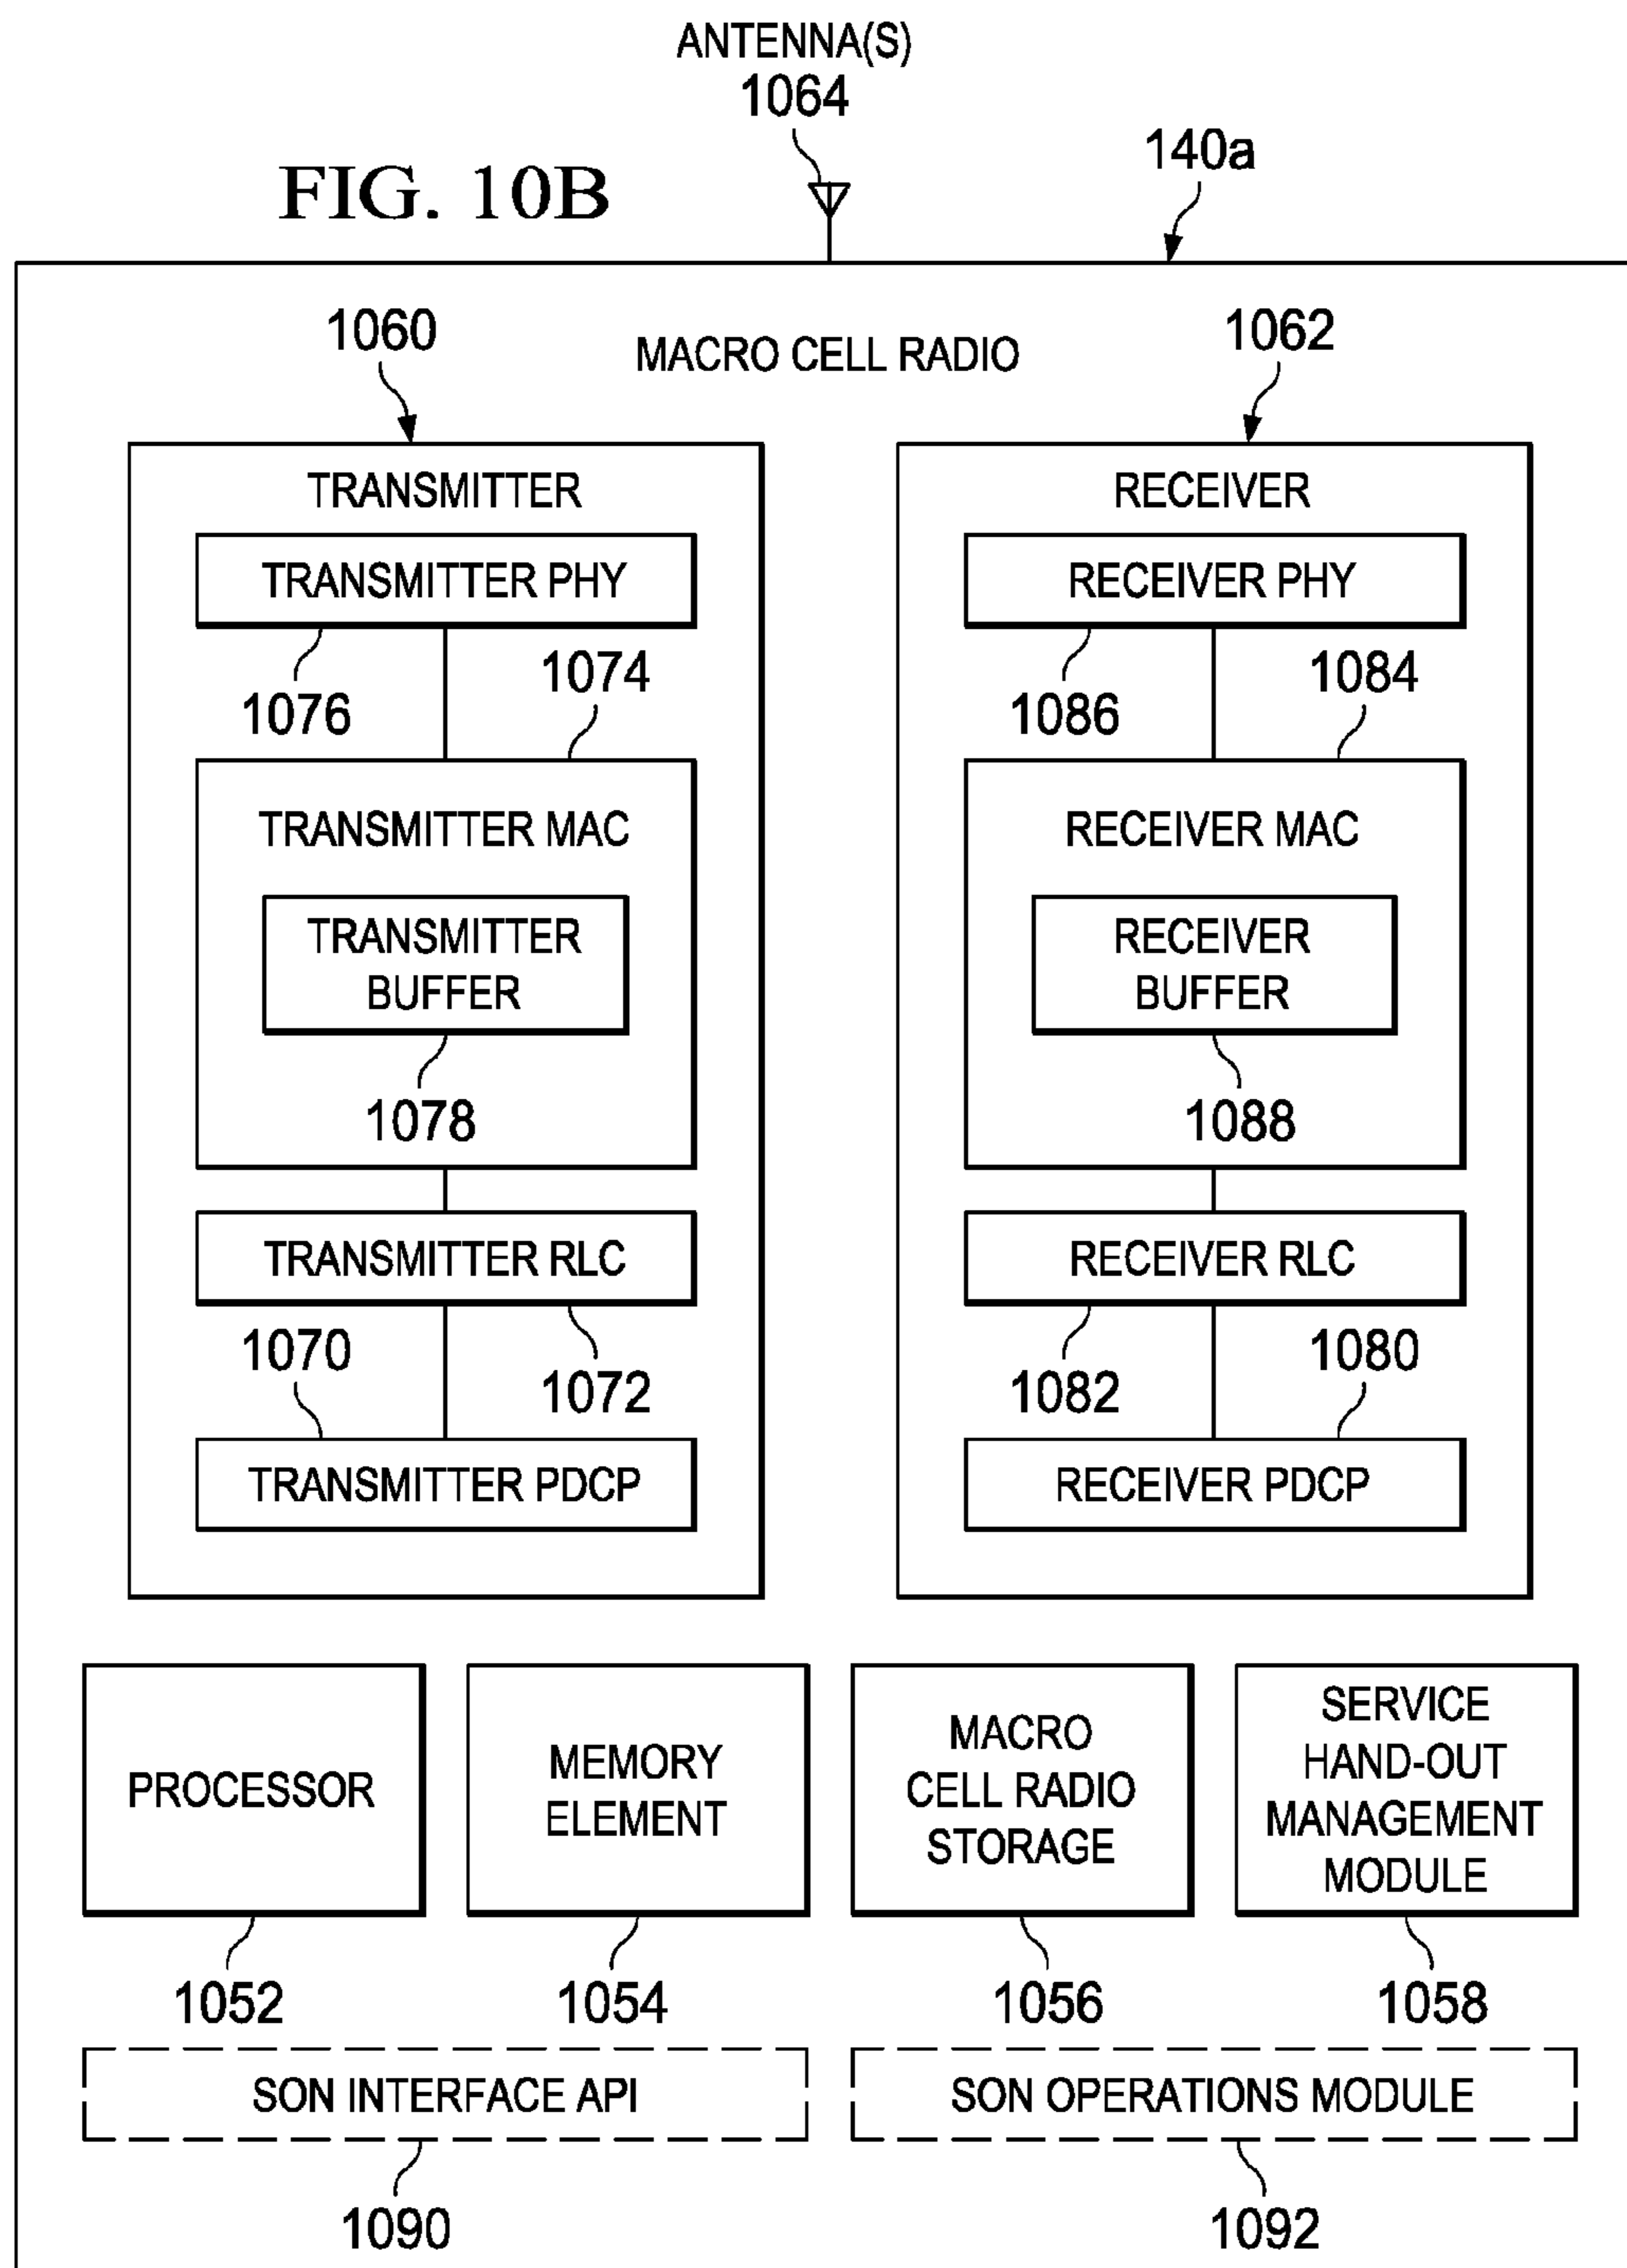 ANTENNA(S)
1064
140a
FIG. 10B
1060
MACRO CELL RADIO
1062
TRANSMITTER
TRANSMITTER PHY
1076
1074
TRANSMITTER MAC
TRANSMITTER
BUFFER
1078
TRANSMITTER RLC
1070
1072
TRANSMITTER PDCP
RECEIVER
RECEIVER PHY
1086
1084
RECEIVER MAC
RECEIVER
BUFFER
1088
RECEIVER RLC
1082
1080
RECEIVER PDCP
PROCESSOR
1052
MEMORY
ELEMENT
1054
MACRO
CELL RADIO
STORAGE
1056
SERVICE
HAND-OUT
MANAGEMENT
MODULE
1058
SON INTERFACE API
1090
SON OPERATIONS MODULE
1092